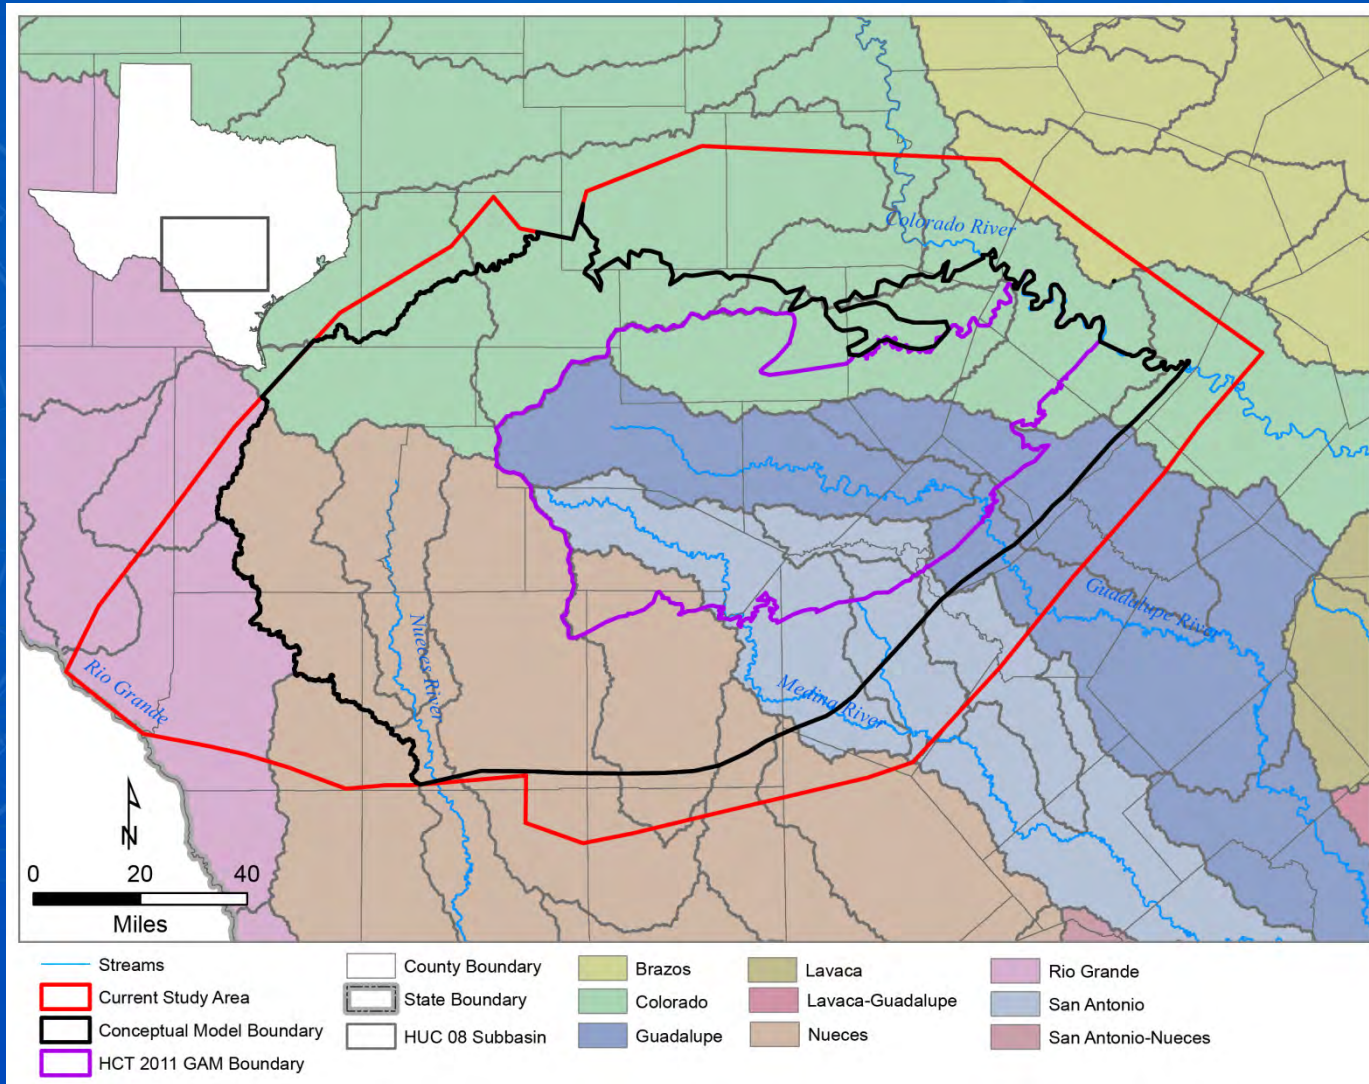 Colorado River
Guadalupe River
Nueces River
Rio Grande
Medina River
N
0 20 40
Miles
Streams
Current Study Area
Conceptual Model Boundary
HCT 2011 GAM Boundary
County Boundary
State Boundary
HUC 08 Subbasin
Brazos
Colorado
Guadalupe
Lavaca
Lavaca-Guadalupe
Nueces
Rio Grande
San Antonio
San Antonio-Nueces